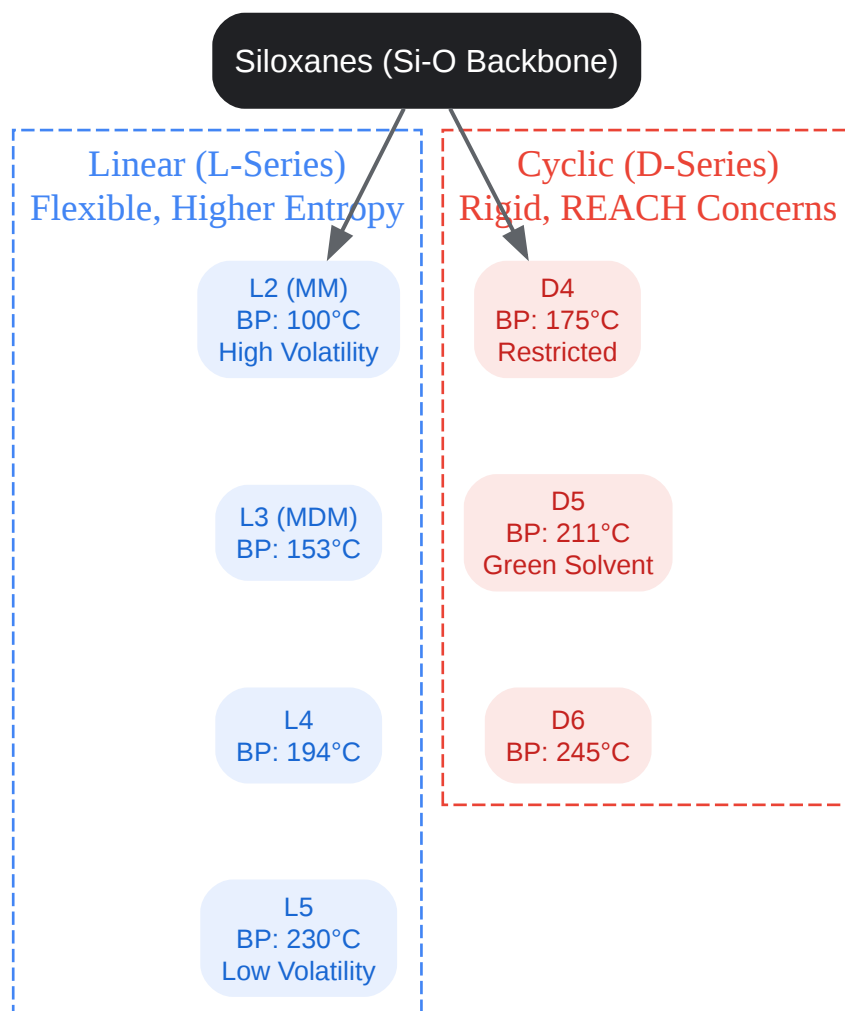 Siloxanes (Si-O Backbone)
Linear (L-Series)
Flexible, Higher Entropy
L2 (MM)
BP: 100°C
High Volatility
L3 (MDM)
BP: 153°C
L4
BP: 194°C
L5
BP: 230°C
Low Volatility
Cyclic (D-Series)
Rigid, REACH Concerns
D4
BP: 175°C
Restricted
D5
BP: 211°C
Green Solvent
D6
BP: 245°C